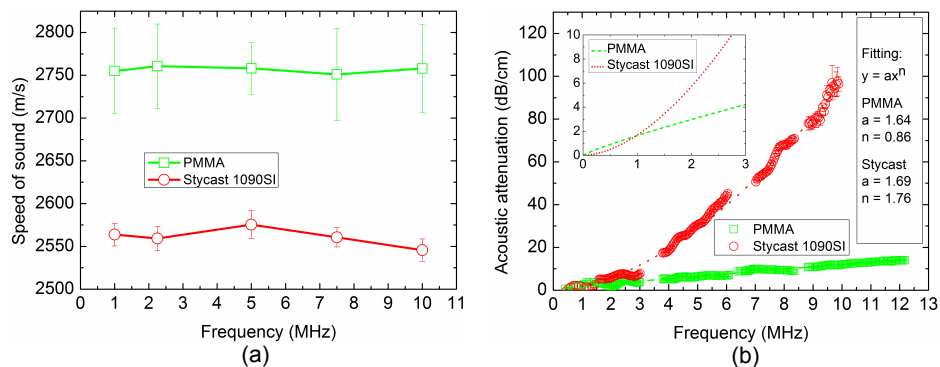 (a)
2800
2750
2700
2650
2600
2550
2500
Speed of sound (m/s)
PMMA
Stycast 1090SI
0 1 2 3 4 5 6 7 8 9 10 11
Frequency (MHz)
(a)
(b)
120
100
80
60
40
20
0
Acoustic attenuation (dB/cm)
10
8
6
4
2
0
PMMA
Stycast 1090SI
0 1 2 3
Fitting:
y = axⁿ
PMMA
a = 1.64
n = 0.86
Stycast
a = 1.69
n = 1.76
PMMA
Stycast 1090SI
0 1 2 3 4 5 6 7 8 9 10 11 12 13
Frequency (MHz)
(b)